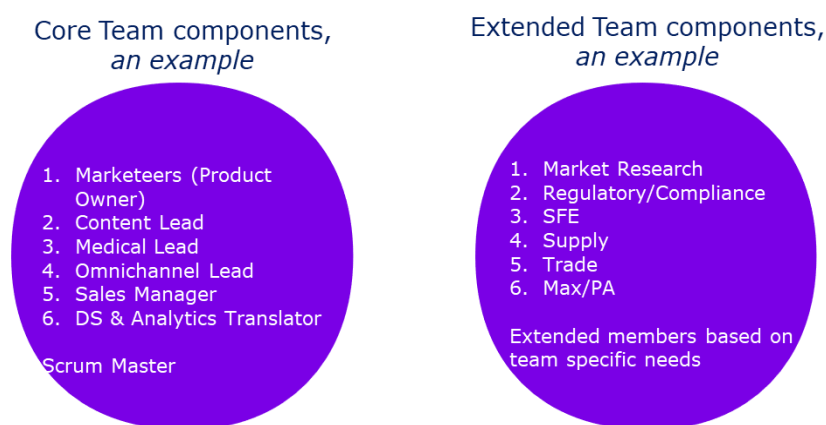 Core Team components,
an example
1. Marketeers (Product
Owner)
2. Content Lead
3. Medical Lead
4. Omnichannel Lead
5. Sales Manager
6. DS & Analytics Translator
Scrum Master
Extended Team components,
an example
1. Market Research
2. Regulatory/Compliance
3. SFE
4. Supply
5. Trade
6. Max/PA
Extended members based on
team specific needs